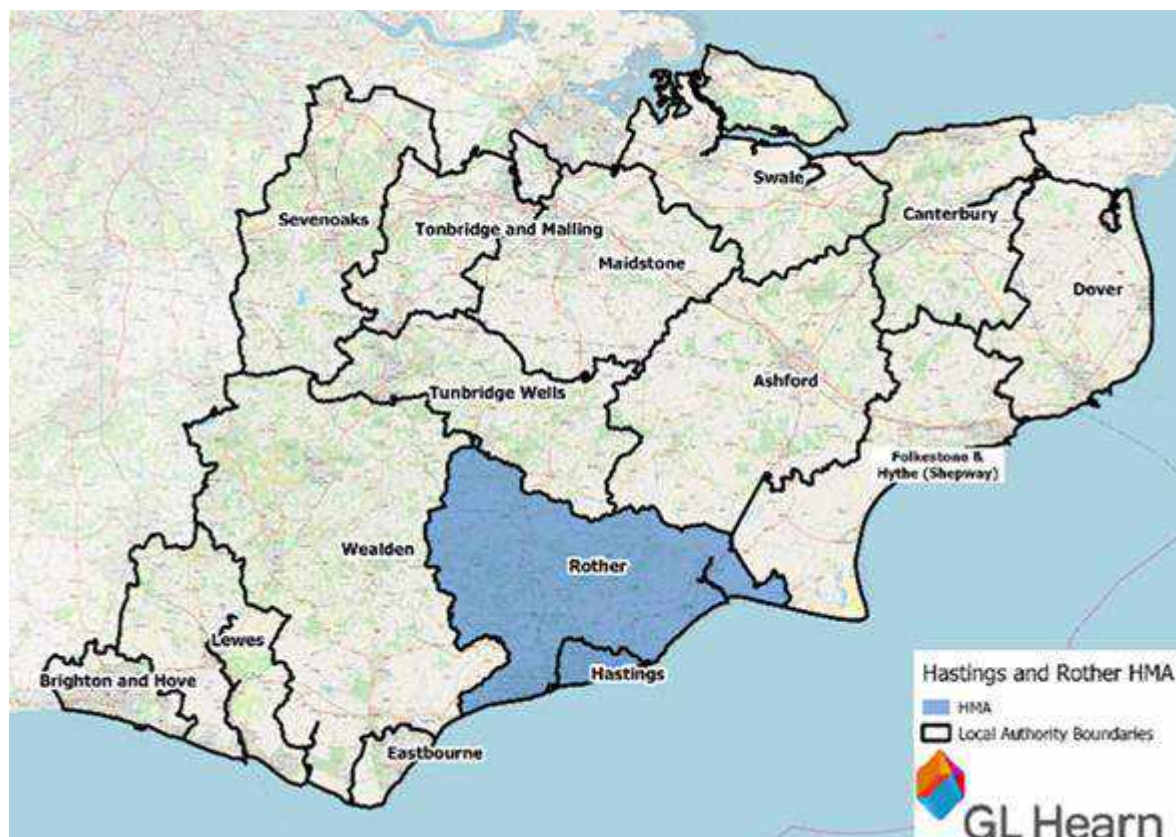 Swale
Sevenoaks
Canterbury
Tonbridge and Malling
Maidstone
Dover
Ashford
Tunbridge Wells
Folkestone &
Hythe (Shepway)
Wealden
Rother
Lewes
Hastings
Brighton and Hove
Eastbourne
Hastings and Rother HMA
HMA
Local Authority Boundaries
GL Hearn